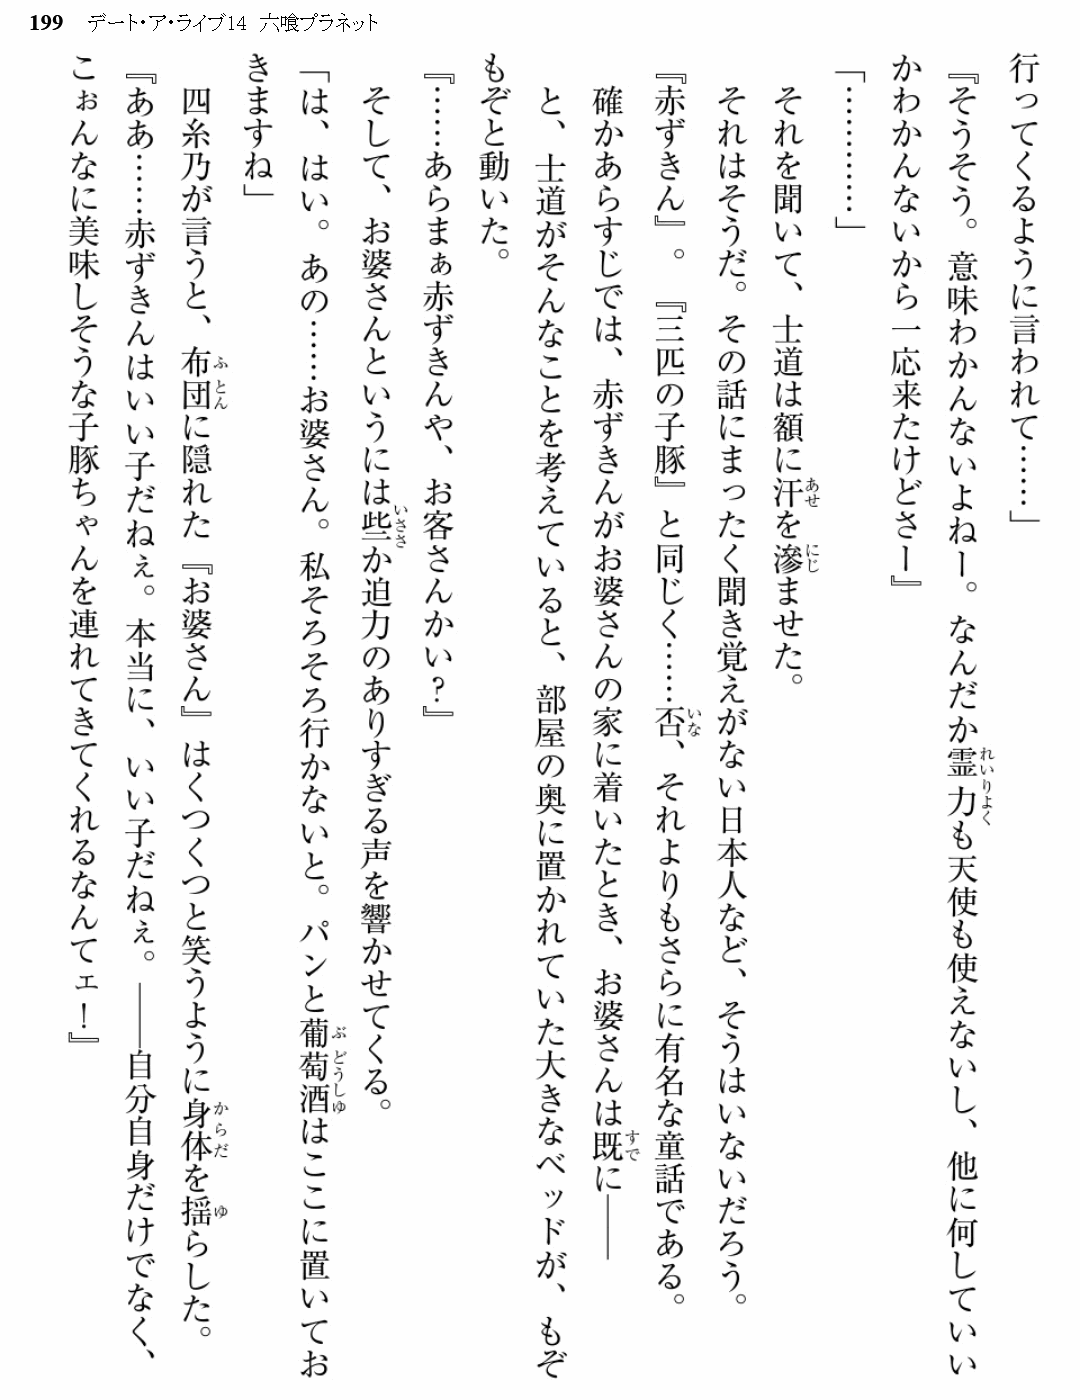 199 デート・ア・ライブ14 六喰プラネット
行ってくるように言われて……」
『そうそう。意味わかんないよねー。なんだか霊力も天使も使えないし、他に何していい
かわかんないから一応来たけどさー』
「…………」
それを聞いて、士道は額に汗を滲ませた。
それはそうだ。その話にまったく聞き覚えがない日本人など、そうはいないだろう。
『赤ずきん』。『三匹の子豚』と同じく……否、それよりもさらに有名な童話である。
確かあらすじでは、赤ずきんがお婆さんの家に着いたとき、お婆さんは既に――
と、士道がそんなことを考えていると、部屋の奥に置かれていた大きなベッドが、もぞ
もぞと動いた。
『……あらまぁ赤ずきんや、お客さんかい?』
そして、お婆さんというには些か迫力のありすぎる声を響かせてくる。
「は、はい。あの……お婆さん。私そろそろ行かないと。パンと葡萄酒はここに置いてお
きますね」
四糸乃が言うと、布団に隠れた『お婆さん』はくつくつと笑うように身体を揺らした。
『ああ……赤ずきんはいい子だねぇ。本当に、いい子だねぇ。――自分自身だけでなく、
こぉんなに美味しそうな子豚ちゃんを連れてきてくれるなんてェ!』